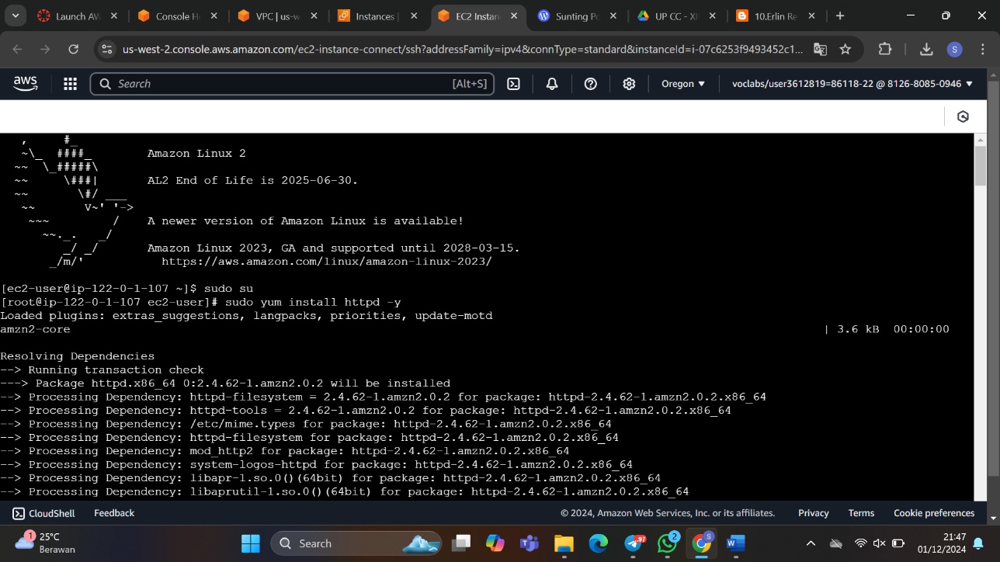 Launch AW
Console H
VPC | us-w
Instances |
EC2 Instan
Sunting Po
UP CC - XI
10.Erlin Re
us-west-2.console.aws.amazon.com/ec2-instance-connect/ssh?addressFamily=ipv4&connType=standard&instanceId=i-07c6253f9493452c1...
S
aws
Search
[Alt+S]
Oregon
voclabs/user3612819=86118-22 @ 8126-8085-0946
   ,     #_
   ~\_  ####_        Amazon Linux 2
  ~~  \_#####\
  ~~     \###|       AL2 End of Life is 2025-06-30.
  ~~       \#/ ___
   ~~       V~' '->
    ~~~         /    A newer version of Amazon Linux is available!
      ~~._.   _/
         _/ _/       Amazon Linux 2023, GA and supported until 2028-03-15.
       _/m/'           https://aws.amazon.com/linux/amazon-linux-2023/
[ec2-user@ip-122-0-1-107 ~]$ sudo su
[root@ip-122-0-1-107 ec2-user]# sudo yum install httpd -y
Loaded plugins: extras_suggestions, langpacks, priorities, update-motd
amzn2-core | 3.6 kB  00:00:00
Resolving Dependencies
--> Running transaction check
---> Package httpd.x86_64 0:2.4.62-1.amzn2.0.2 will be installed
--> Processing Dependency: httpd-filesystem = 2.4.62-1.amzn2.0.2 for package: httpd-2.4.62-1.amzn2.0.2.x86_64
--> Processing Dependency: httpd-tools = 2.4.62-1.amzn2.0.2 for package: httpd-2.4.62-1.amzn2.0.2.x86_64
--> Processing Dependency: /etc/mime.types for package: httpd-2.4.62-1.amzn2.0.2.x86_64
--> Processing Dependency: httpd-filesystem for package: httpd-2.4.62-1.amzn2.0.2.x86_64
--> Processing Dependency: mod_http2 for package: httpd-2.4.62-1.amzn2.0.2.x86_64
--> Processing Dependency: system-logos-httpd for package: httpd-2.4.62-1.amzn2.0.2.x86_64
--> Processing Dependency: libapr-1.so.0()(64bit) for package: httpd-2.4.62-1.amzn2.0.2.x86_64
--> Processing Dependency: libaprutil-1.so.0()(64bit) for package: httpd-2.4.62-1.amzn2.0.2.x86_64
CloudShell
Feedback
© 2024, Amazon Web Services, Inc. or its affiliates.
Privacy
Terms
Cookie preferences
1
25°C
Berawan
Search
97
2
S
21:47
01/12/2024